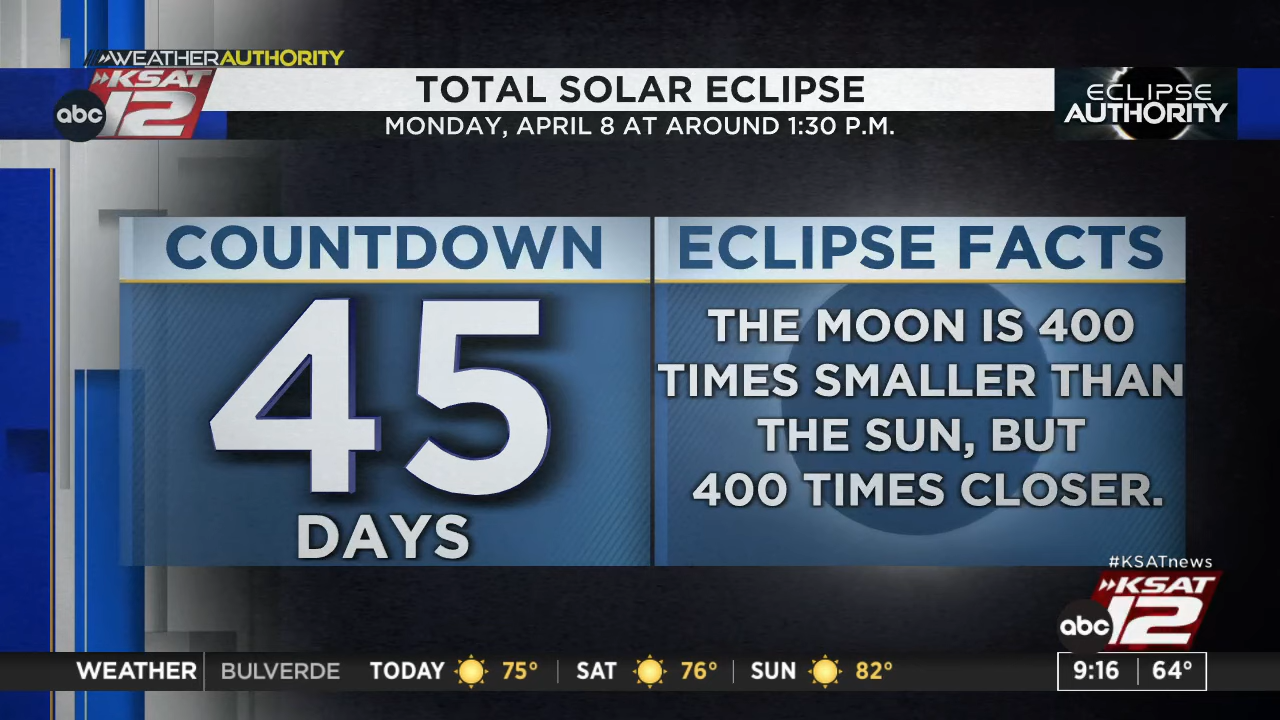 WEATHERAUTHORITY
KSAT
abc 12
TOTAL SOLAR ECLIPSE
MONDAY, APRIL 8 AT AROUND 1:30 P.M.
ECLIPSE
AUTHORITY
COUNTDOWN
45
DAYS
ECLIPSE FACTS
THE MOON IS 400
TIMES SMALLER THAN
THE SUN, BUT
400 TIMES CLOSER.
#KSATnews
KSAT
abc 12
WEATHER BULVERDE TODAY 75° SAT 76° SUN 82° 9:16 64°